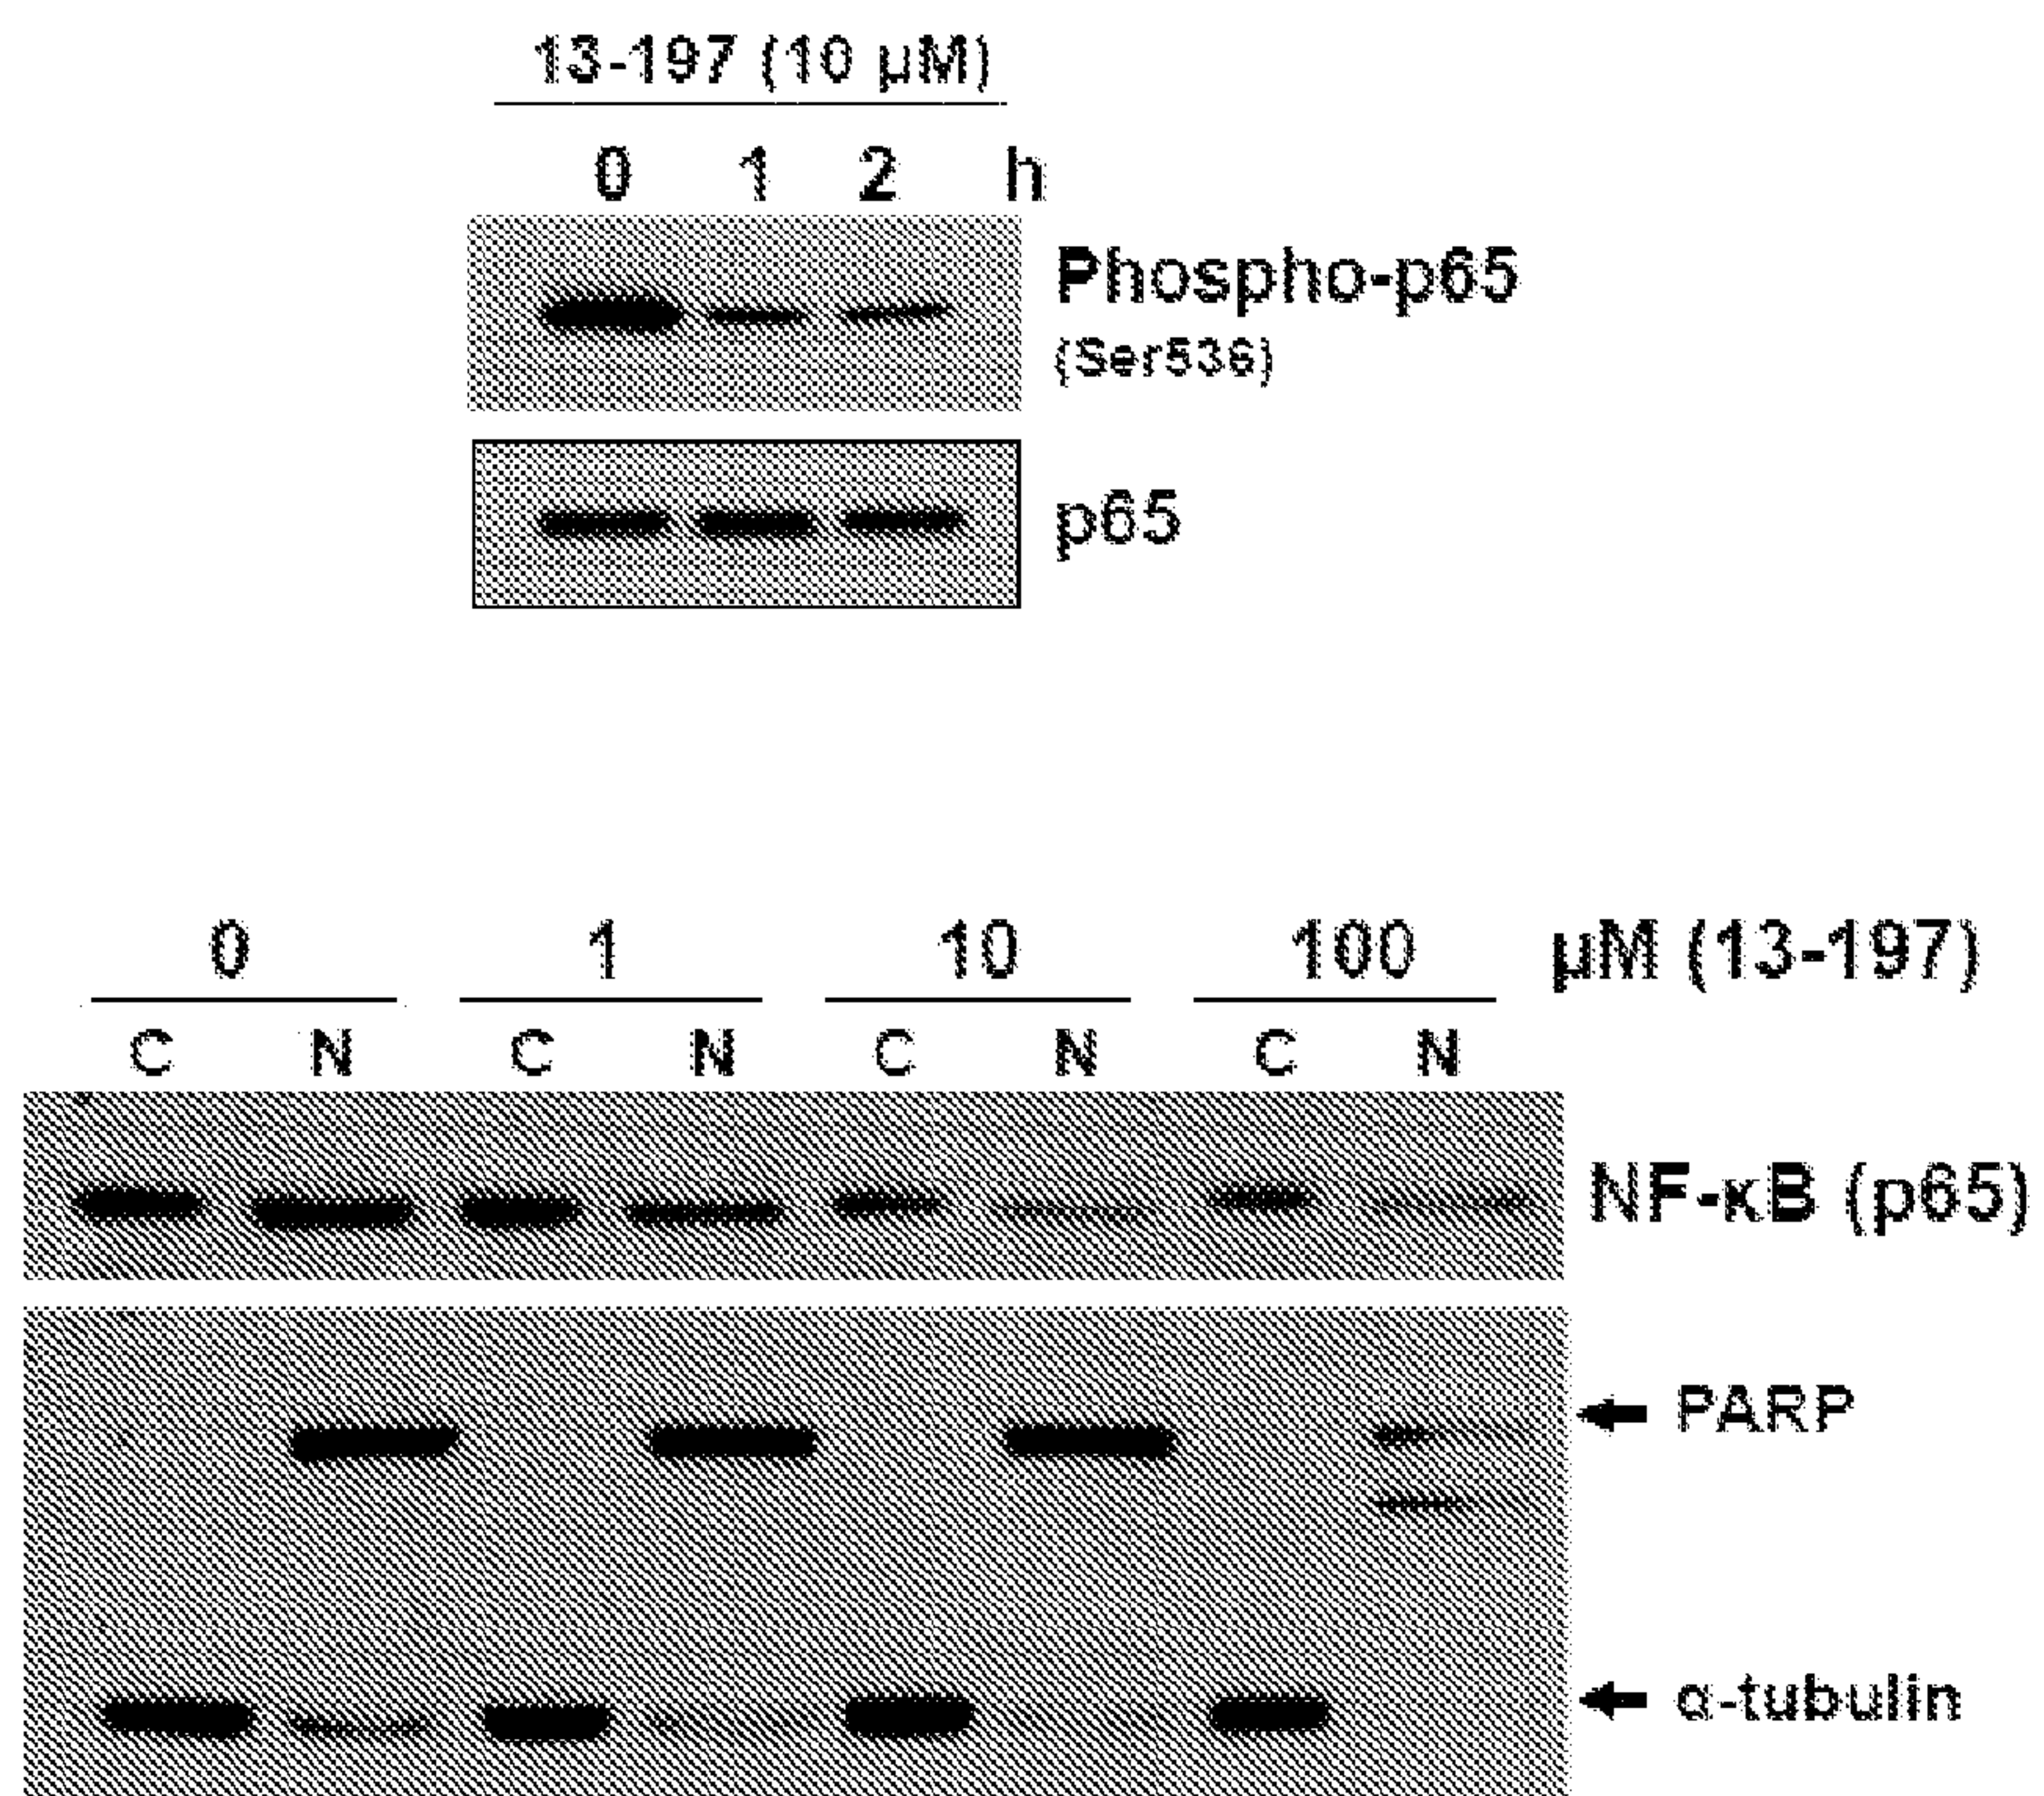 13-197 (10 µM)
0 1 2 h
Phospho-p65
(Ser536)
p65
0 1 10 100 µM (13-197)
C N C N C N C N
NF-κB (p65)
PARP
α-tubulin